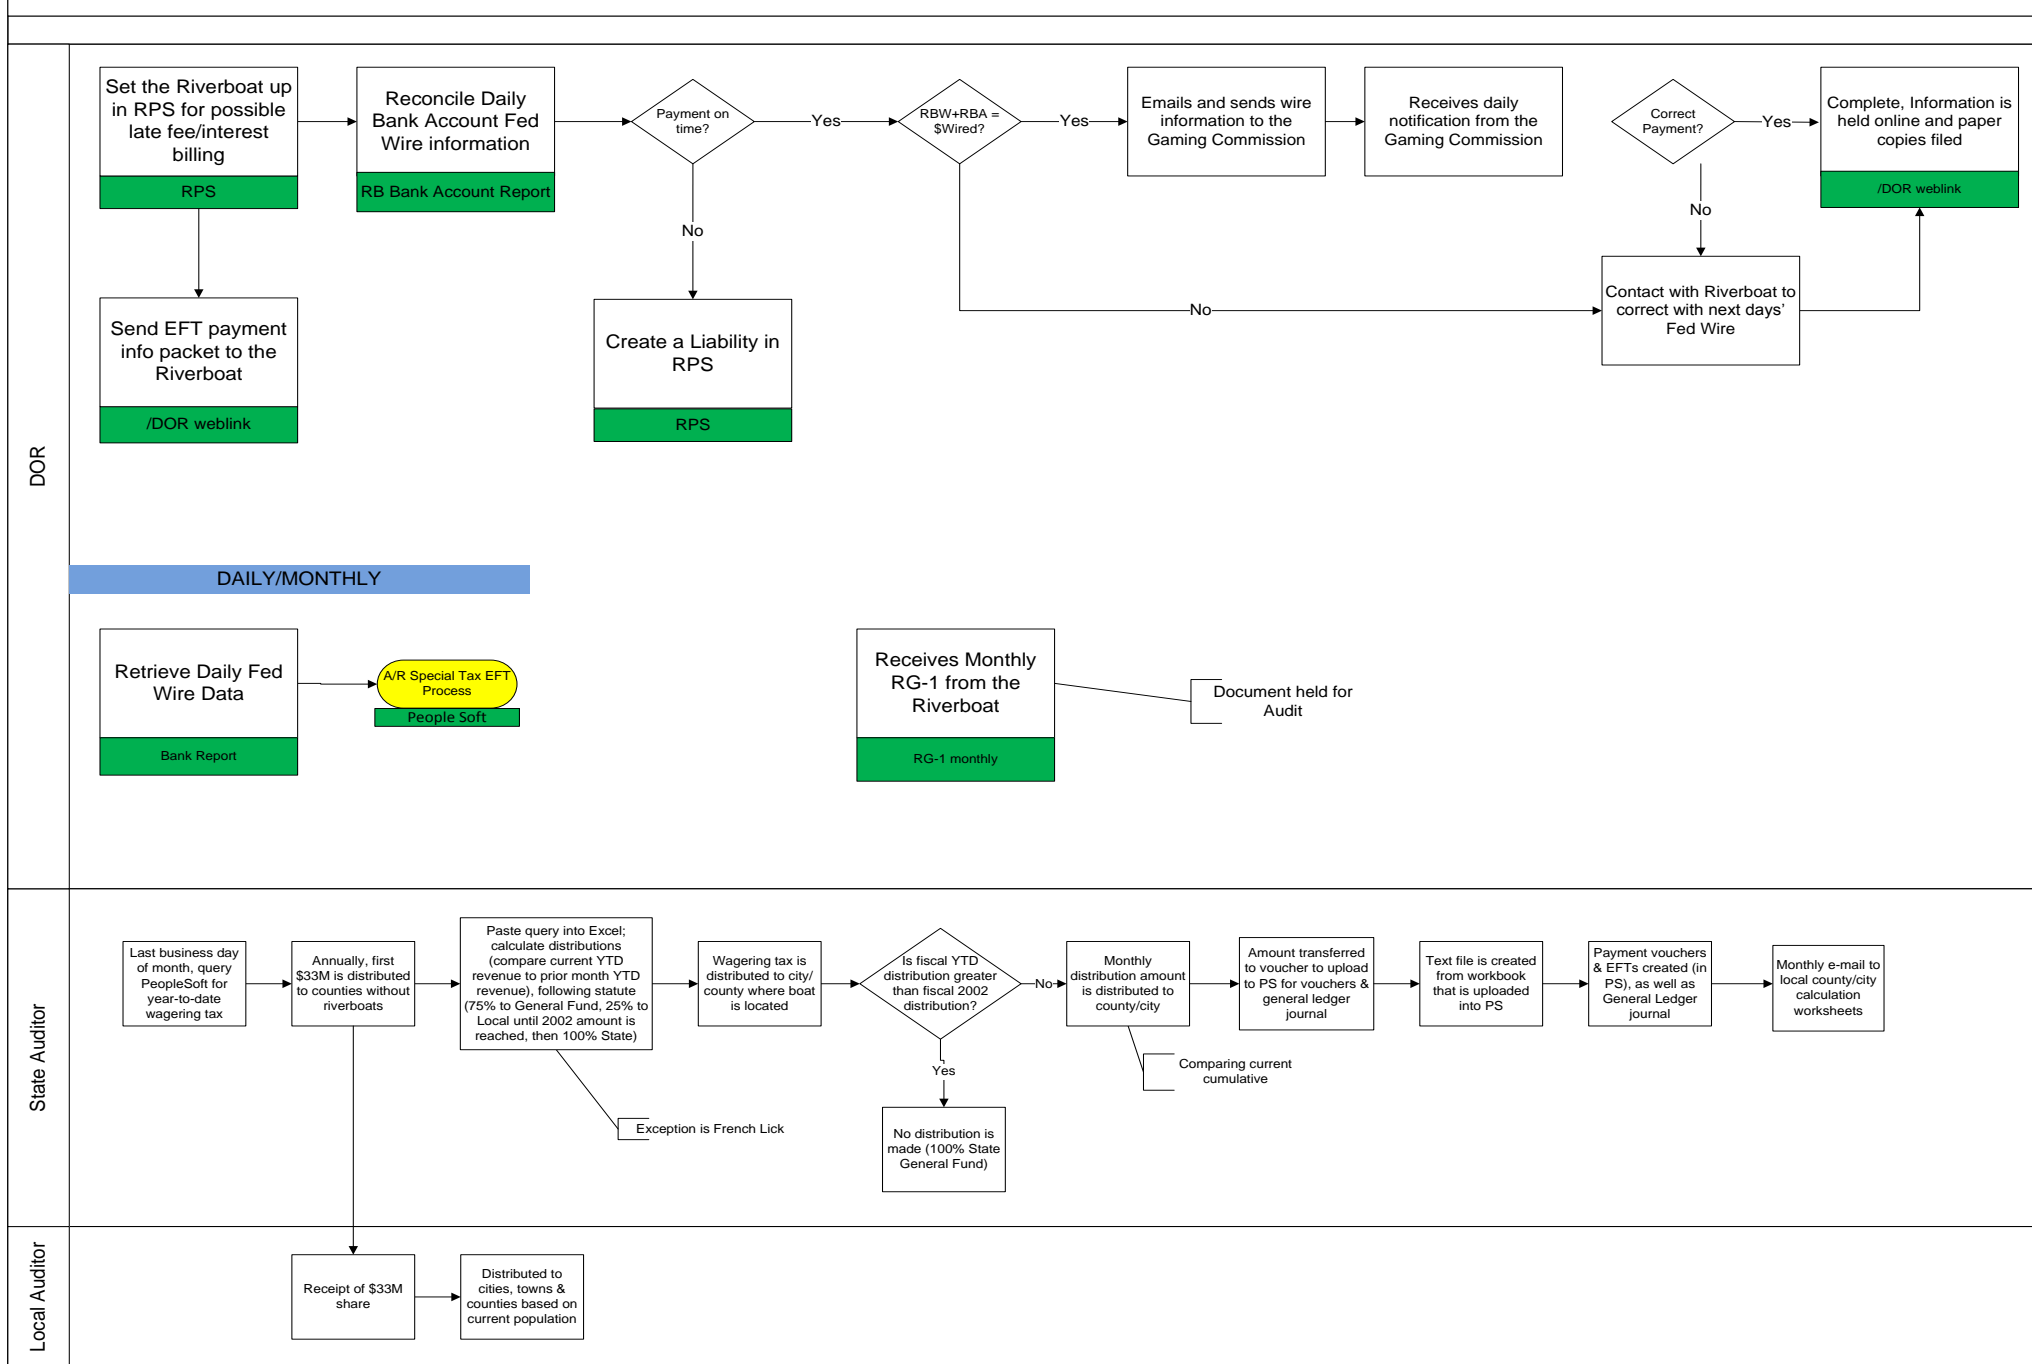 DOR
Set the Riverboat up
in RPS for possible
late fee/interest
billing
RPS
Reconcile Daily
Bank Account Fed
Wire information
RB Bank Account Report
Payment on
time?
Yes
No
RBW+RBA =
$Wired?
Yes
No
Emails and sends wire
information to the
Gaming Commission
Receives daily
notification from the
Gaming Commission
Correct
Payment?
Yes
No
Complete, Information is
held online and paper
copies filed
/DOR weblink
Send EFT payment
info packet to the
Riverboat
/DOR weblink
Create a Liability in
RPS
RPS
Contact with Riverboat to
correct with next days’
Fed Wire
DAILY/MONTHLY
Retrieve Daily Fed
Wire Data
Bank Report
A/R Special Tax EFT
Process
People Soft
Receives Monthly
RG-1 from the
Riverboat
RG-1 monthly
Document held for
Audit
State Auditor
Last business day
of month, query
PeopleSoft for
year-to-date
wagering tax
Annually, first
$33M is distributed
to counties without
riverboats
Paste query into Excel;
calculate distributions
(compare current YTD
revenue to prior month YTD
revenue), following statute
(75% to General Fund, 25% to
Local until 2002 amount is
reached, then 100% State)
Exception is French Lick
Wagering tax is
distributed to city/
county where boat
is located
Is fiscal YTD
distribution greater
than fiscal 2002
distribution?
No
Yes
No distribution is
made (100% State
General Fund)
Monthly
distribution amount
is distributed to
county/city
Comparing current
cumulative
Amount transferred
to voucher to upload
to PS for vouchers &
general ledger
journal
Text file is created
from workbook
that is uploaded
into PS
Payment vouchers
& EFTs created (in
PS), as well as
General Ledger
journal
Monthly e-mail to
local county/city
calculation
worksheets
Local Auditor
Receipt of $33M
share
Distributed to
cities, towns &
counties based on
current population